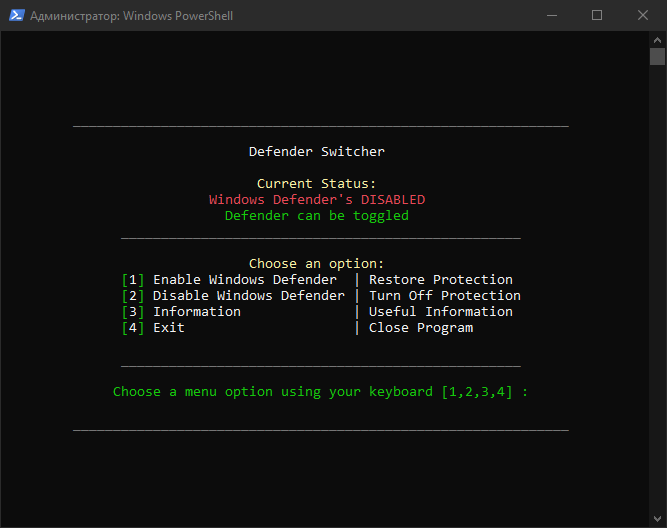 Администратор: Windows PowerShell
Defender Switcher
Current Status:
Windows Defender's DISABLED
Defender can be toggled
Choose an option:
[1] Enable Windows Defender | Restore Protection
[2] Disable Windows Defender | Turn Off Protection
[3] Information | Useful Information
[4] Exit | Close Program
Choose a menu option using your keyboard [1,2,3,4] :